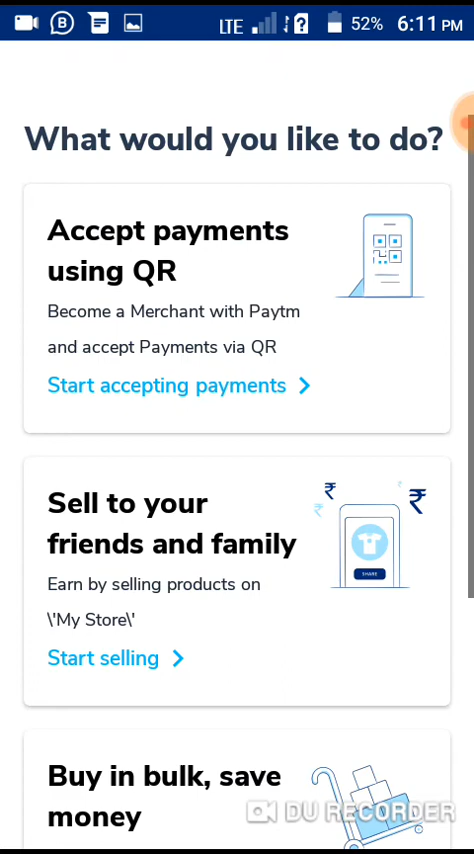 LTE 52% 6:11 PM
What would you like to do?
Accept payments
using QR
Become a Merchant with Paytm
and accept Payments via QR
Start accepting payments
Sell to your
friends and family
Earn by selling products on
\'My Store\'
Start selling
SHARE
Buy in bulk, save
money
DU RECORDER